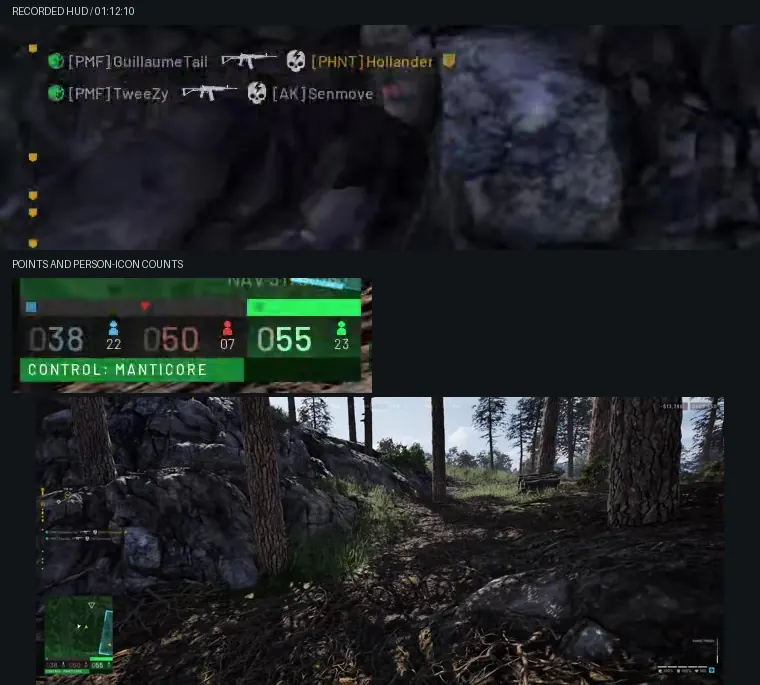 RECORDED HUD / 01:12:10
[PMF]GuillaumeTail [PHNT]Hollander
[PMF]TweeZy [AK]Senmove
POINTS AND PERSON-ICON COUNTS
038 22 050 07 055 23
CONTROL: MANTICORE